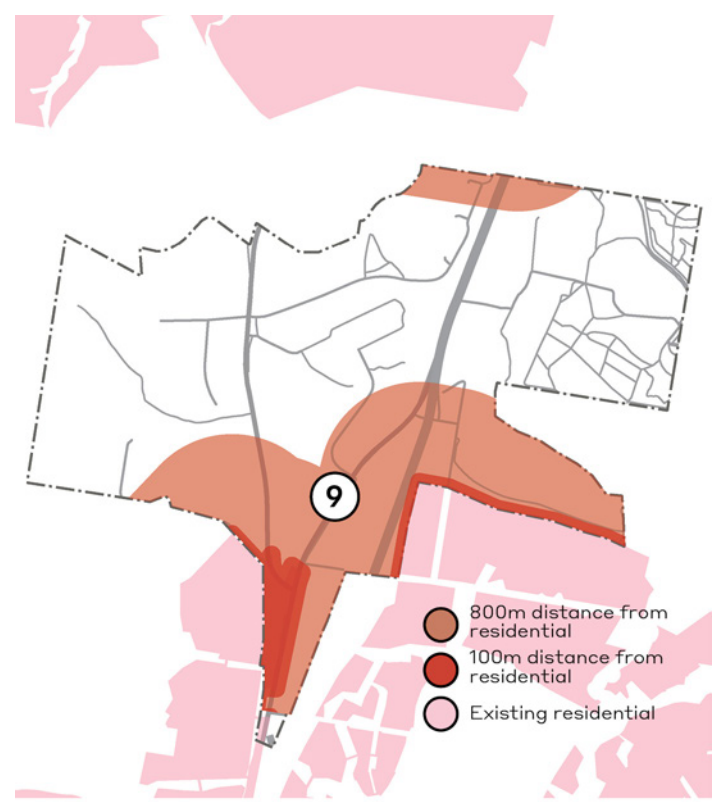 9
800m distance from
residential
100m distance from
residential
Existing residential